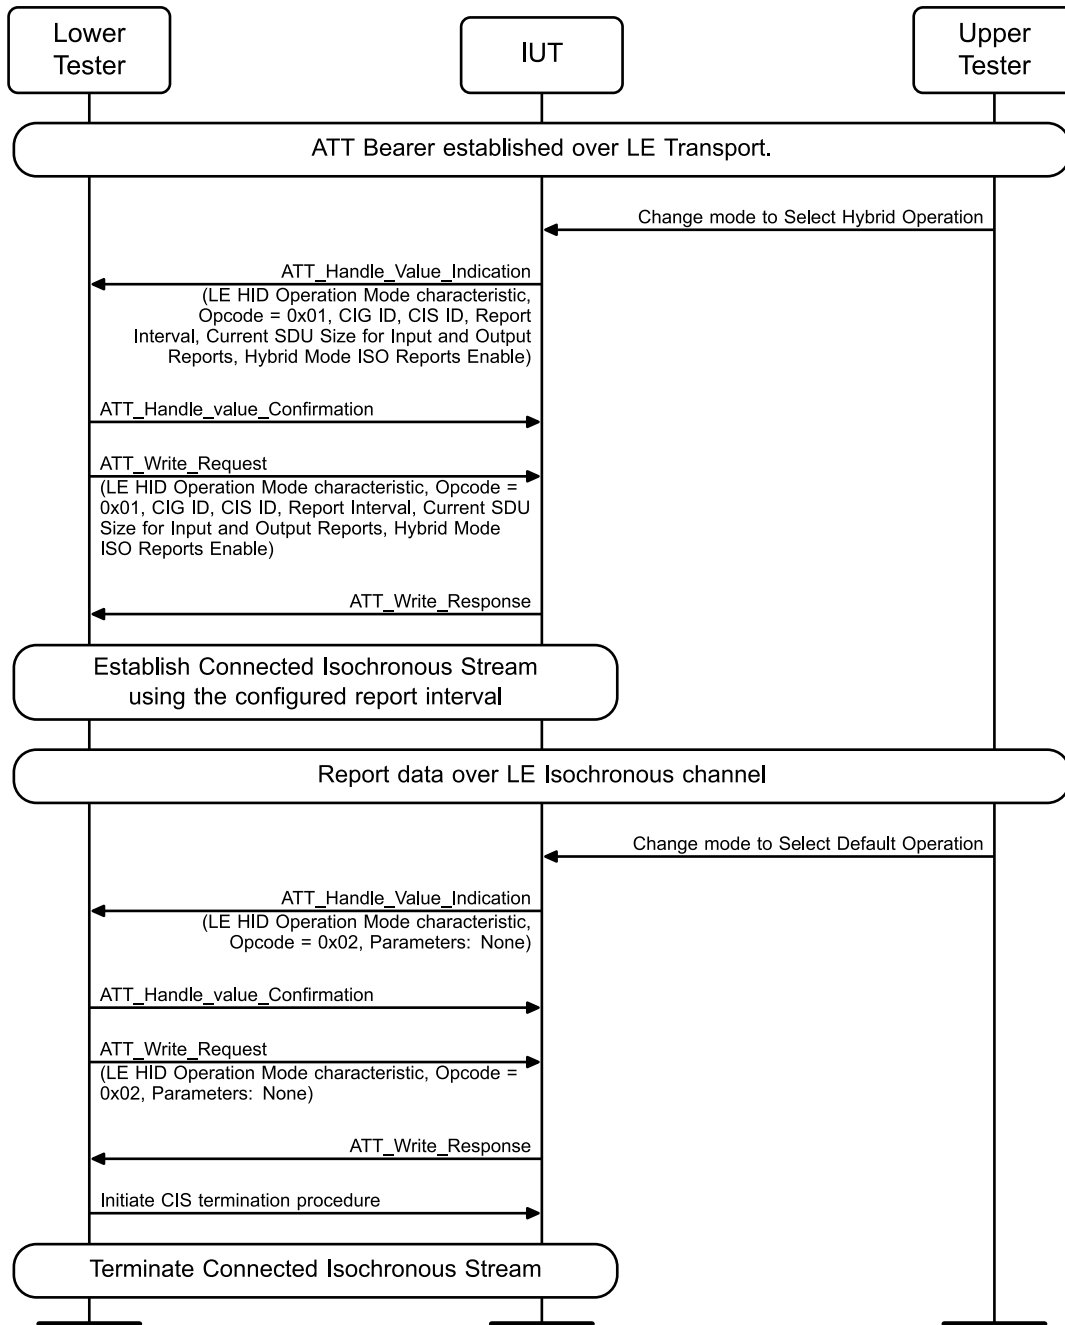 Lower
Tester
IUT
Upper
Tester
ATT Bearer established over LE Transport.
Change mode to Select Hybrid Operation
ATT_Handle_Value_Indication
(LE HID Operation Mode characteristic,
Opcode = 0x01, CIG ID, CIS ID, Report
Interval, Current SDU Size for Input and Output
Reports, Hybrid Mode ISO Reports Enable)
ATT_Handle_value_Confirmation
ATT_Write_Request
(LE HID Operation Mode characteristic, Opcode =
0x01, CIG ID, CIS ID, Report Interval, Current SDU
Size for Input and Output Reports, Hybrid Mode
ISO Reports Enable)
ATT_Write_Response
Establish Connected Isochronous Stream
using the configured report interval
Report data over LE Isochronous channel
Change mode to Select Default Operation
ATT_Handle_Value_Indication
(LE HID Operation Mode characteristic,
Opcode = 0x02, Parameters: None)
ATT_Handle_value_Confirmation
ATT_Write_Request
(LE HID Operation Mode characteristic, Opcode =
0x02, Parameters: None)
ATT_Write_Response
Initiate CIS termination procedure
Terminate Connected Isochronous Stream